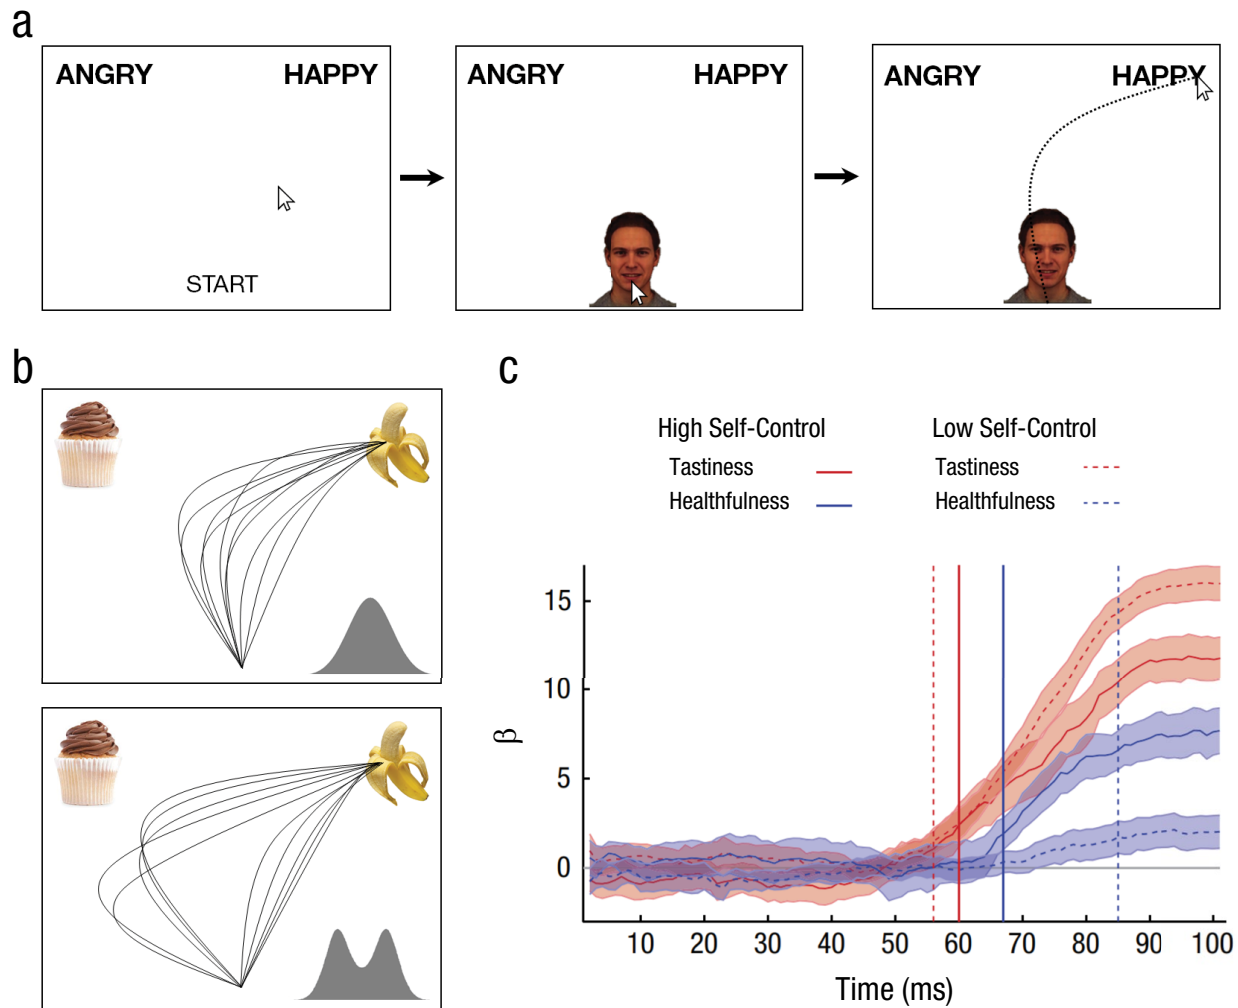 a
ANGRY HAPPY
START
ANGRY HAPPY
ANGRY HAPPY
b
c
High Self-Control
Tastiness
Healthfulness
Low Self-Control
Tastiness
Healthfulness
15
10
5
0
β
10 20 30 40 50 60 70 80 90 100
Time (ms)